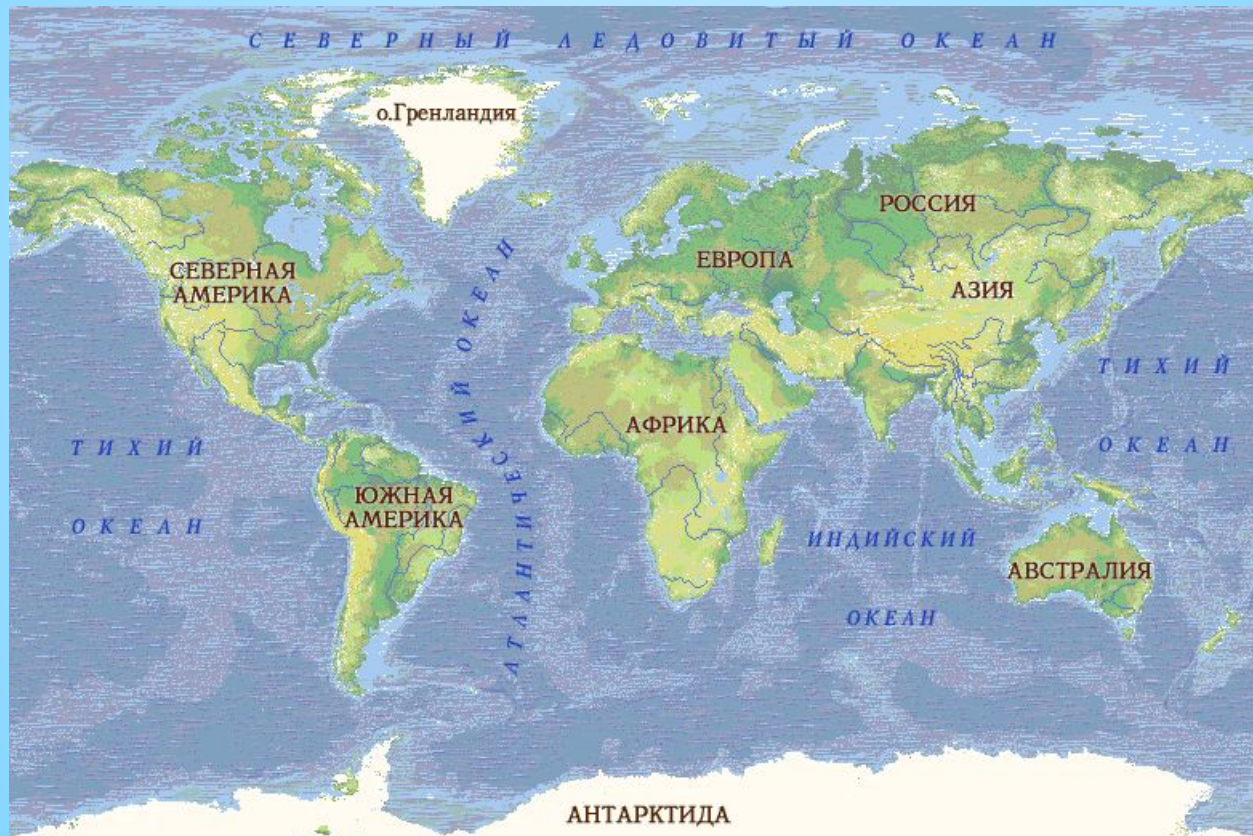 СЕВЕРНЫЙ ЛЕДОВИТЫЙ ОКЕАН
о.Гренландия
РОССИЯ
ЕВРОПА
СЕВЕРНАЯ
АМЕРИКА
АЗИЯ
АТЛАНТИЧЕСКИЙ ОКЕАН
ТИХИЙ
ОКЕАН
АФРИКА
ТИХИЙ
ОКЕАН
ЮЖНАЯ
АМЕРИКА
ИНДИЙСКИЙ
ОКЕАН
АВСТРАЛИЯ
АНТАРКТИДА